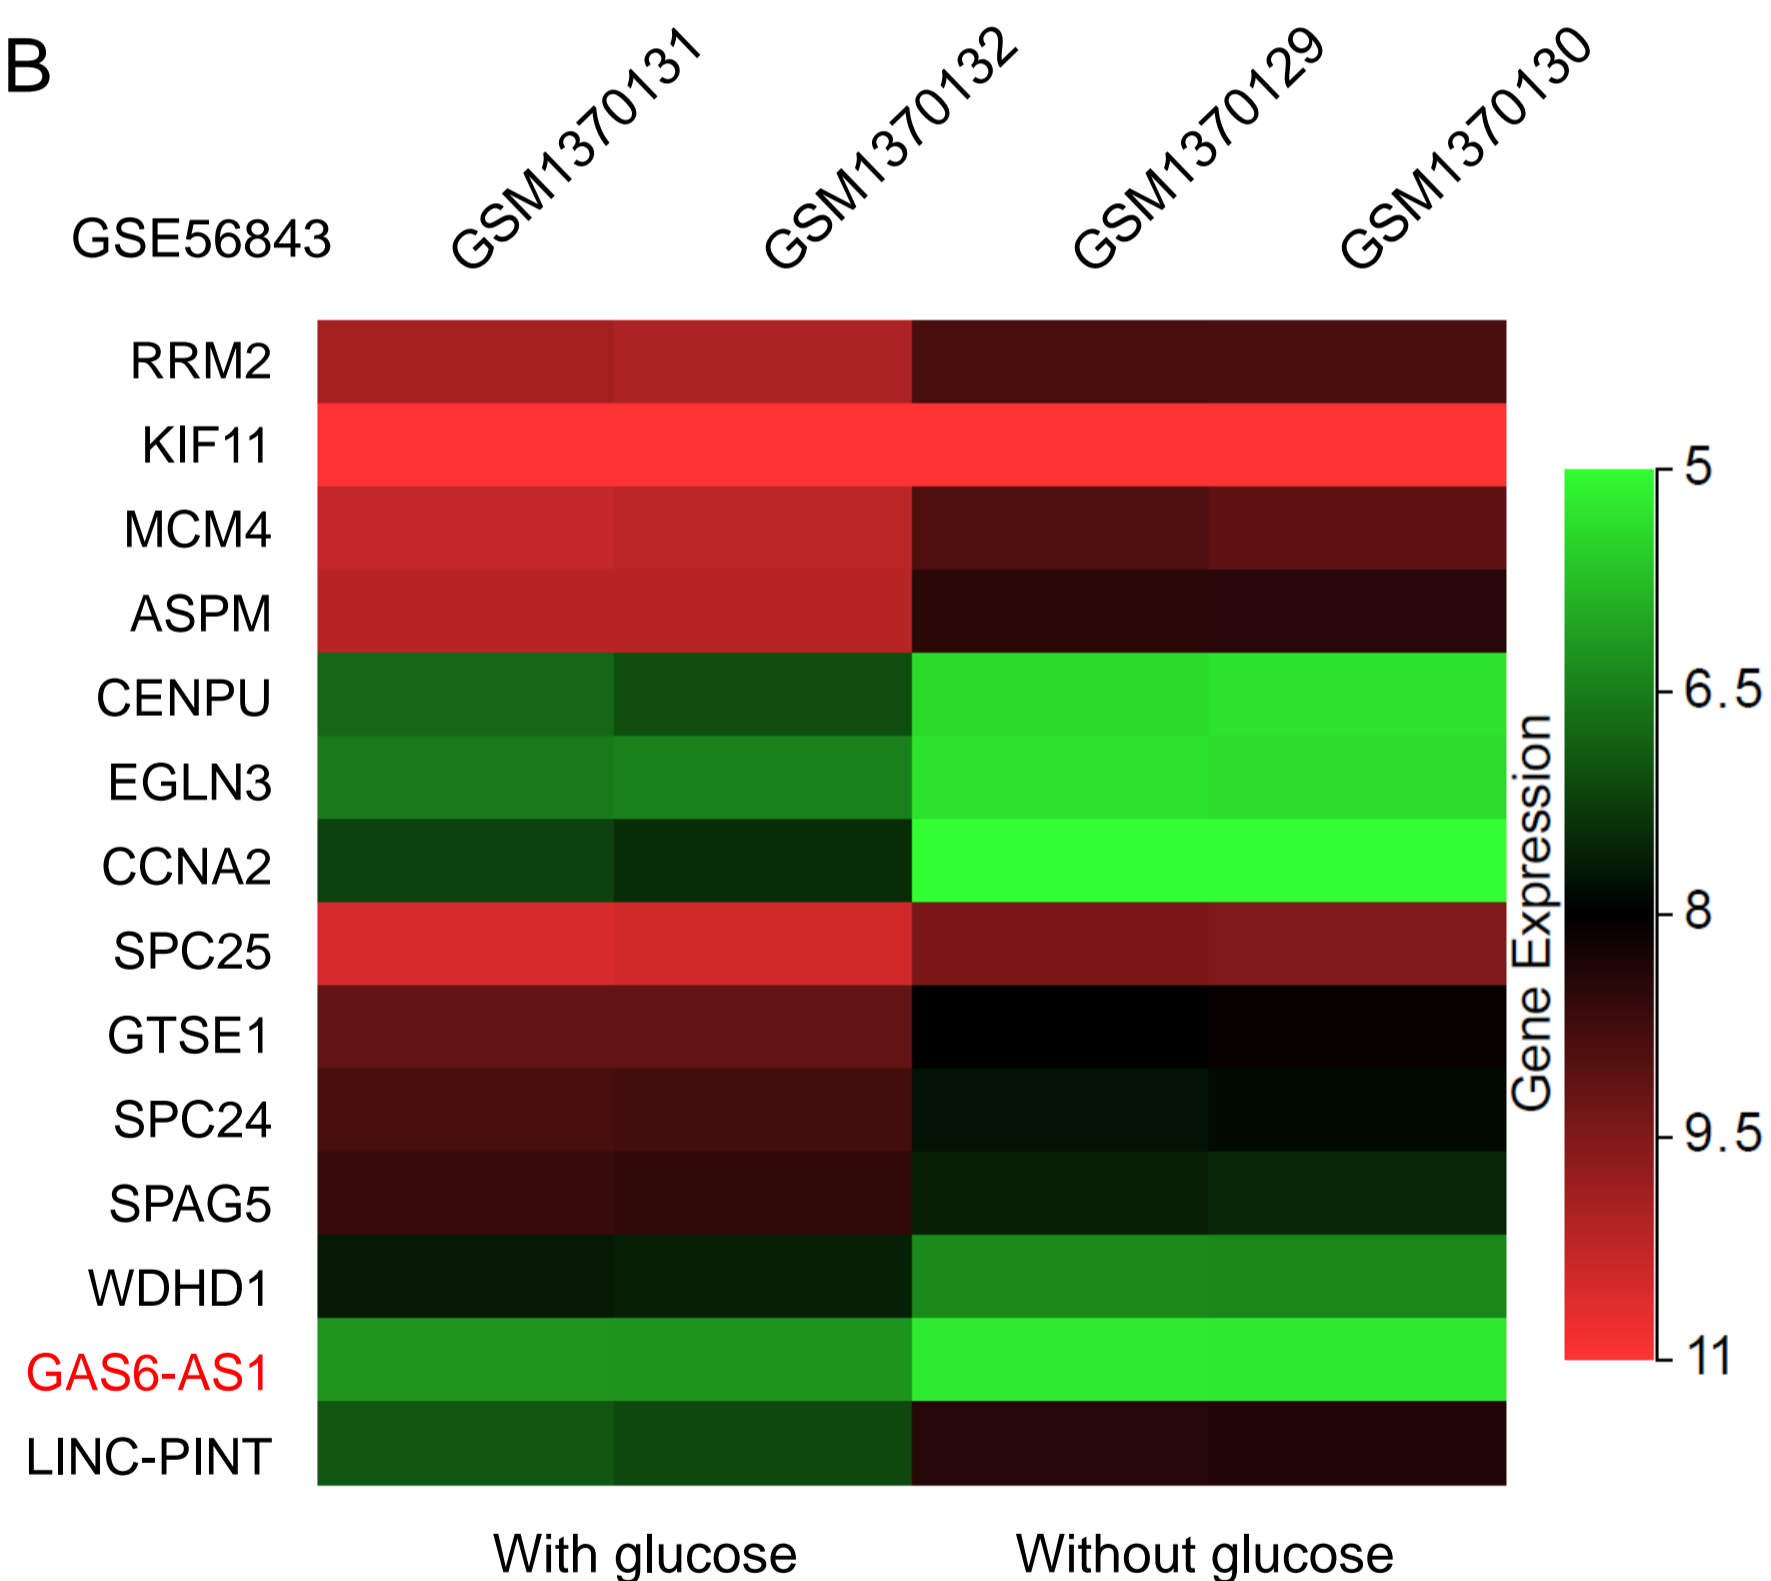 B
GSM1370131
GSM1370132
GSM1370129
GSM1370130
GSE56843
RRM2
KIF11
MCM4
ASPM
CENPU
EGLN3
CCNA2
SPC25
GTSE1
SPC24
SPAG5
WDHD1
GAS6-AS1
LINC-PINT
With glucose
Without glucose
Gene Expression
5
6.5
8
9.5
11